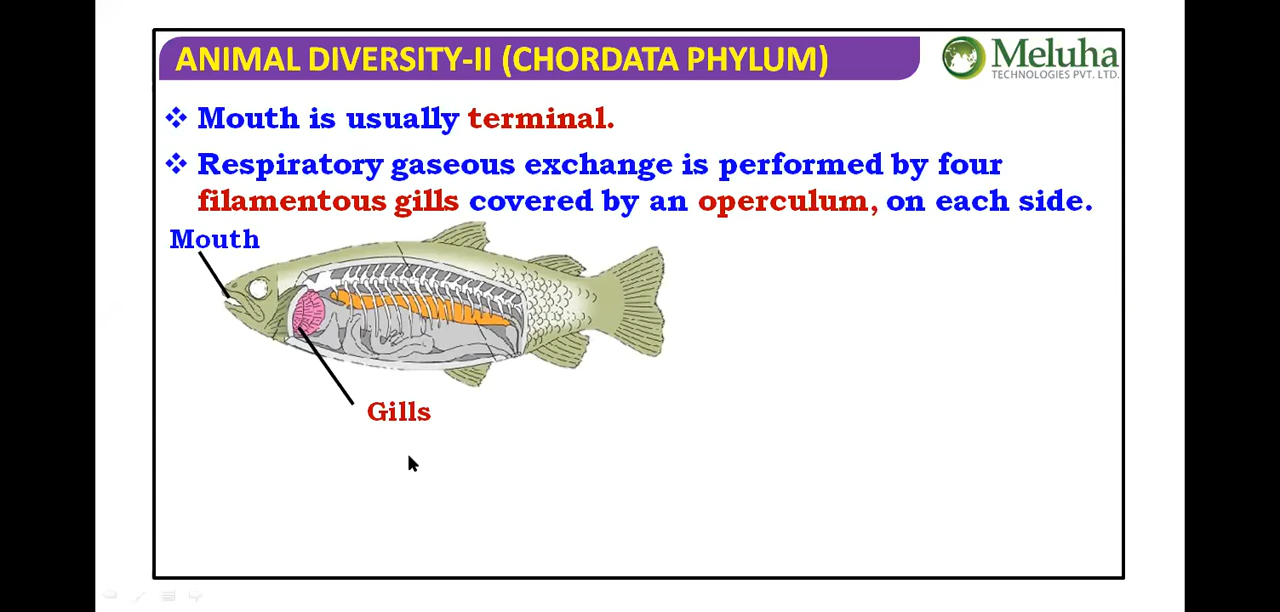 ANIMAL DIVERSITY-II (CHORDATA PHYLUM)
Meluha
TECHNOLOGIES PVT. LTD.
Mouth is usually terminal.
Respiratory gaseous exchange is performed by four
filamentous gills covered by an operculum, on each side.
Mouth
Gills